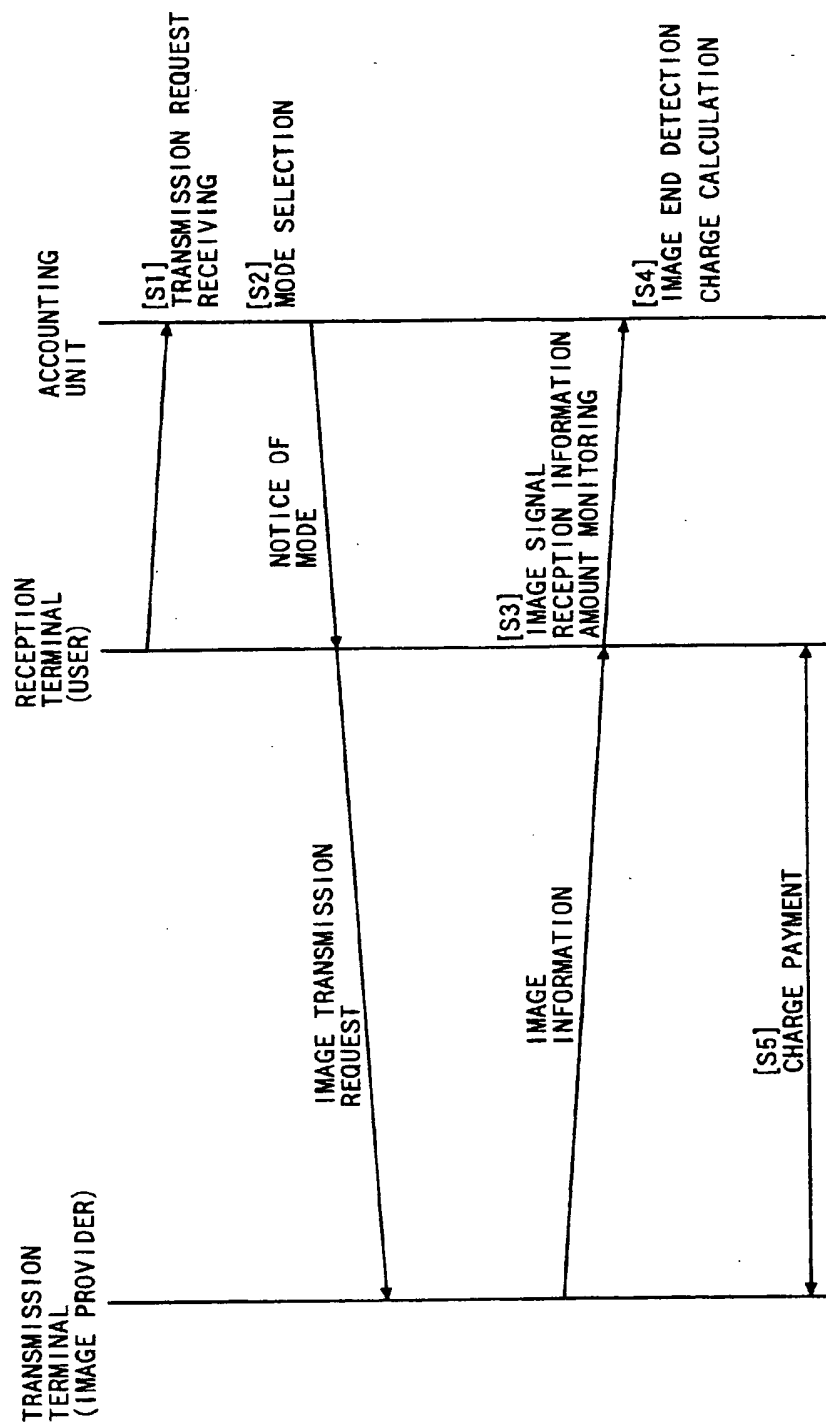 TRANSMISSION
TERMINAL
(IMAGE PROVIDER)
RECEPTION
TERMINAL
(USER)
ACCOUNTING
UNIT
[S1]
TRANSMISSION REQUEST
RECEIVING
[S2]
MODE SELECTION
NOTICE OF
MODE
IMAGE TRANSMISSION
REQUEST
IMAGE
INFORMATION
[S3]
IMAGE SIGNAL
RECEPTION INFORMATION
AMOUNT MONITORING
[S4]
IMAGE END DETECTION
CHARGE CALCULATION
[S5]
CHARGE PAYMENT